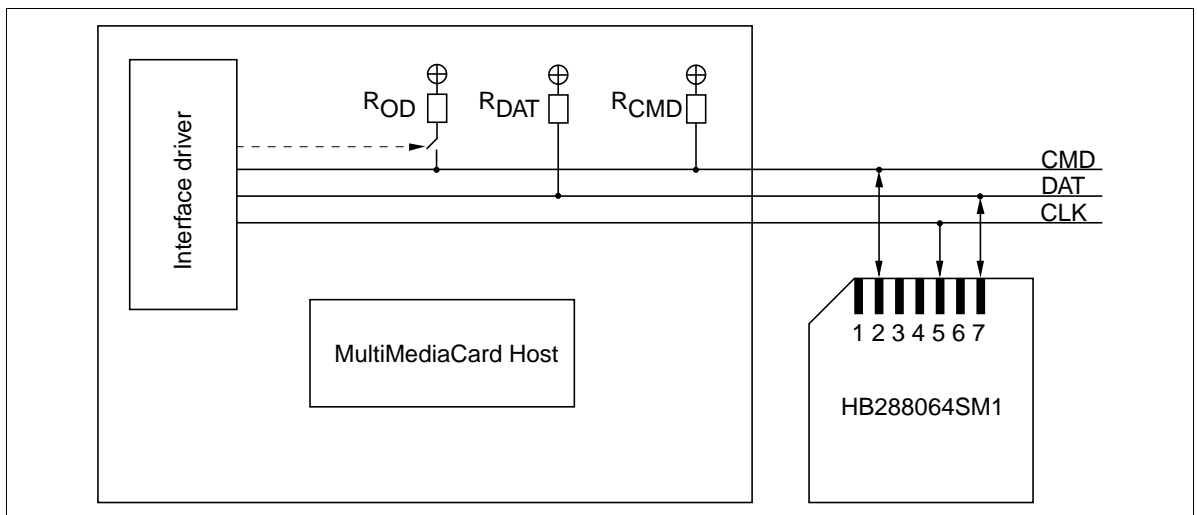 Interface driver
ROD
RDAT
RCMD
CMD
DAT
CLK
MultiMediaCard Host
1 2 3 4 5 6 7
HB288064SM1